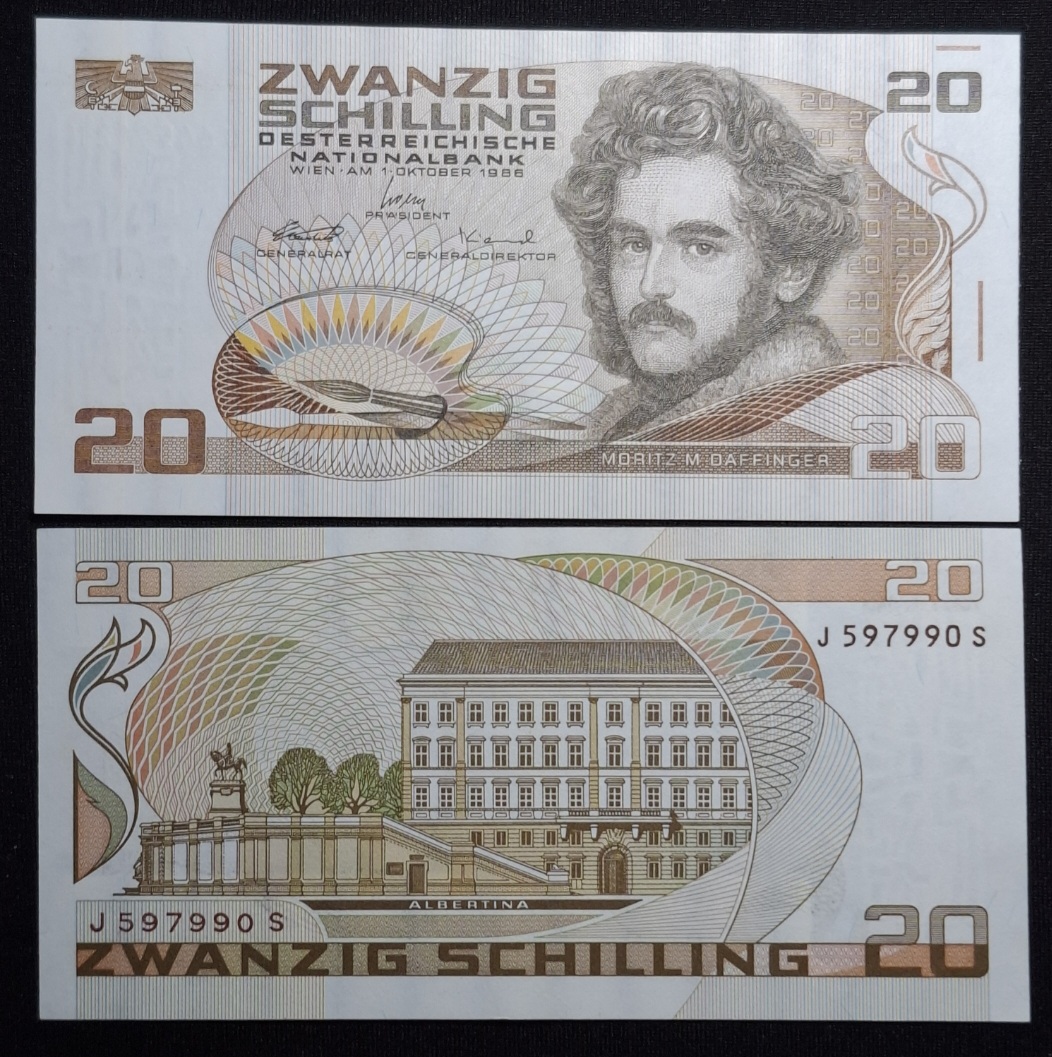 ZWANZIG
SCHILLING
OESTERREICHISCHE
NATIONALBANK
WIEN·AM 1·OKTOBER 1986
PRÄSIDENT
GENERALRAT
GENERALDIREKTOR
20
20
MORITZ M DAFFINGER
20
20
20
J 597990 S
ALBERTINA
J 597990 S
ZWANZIG SCHILLING
20